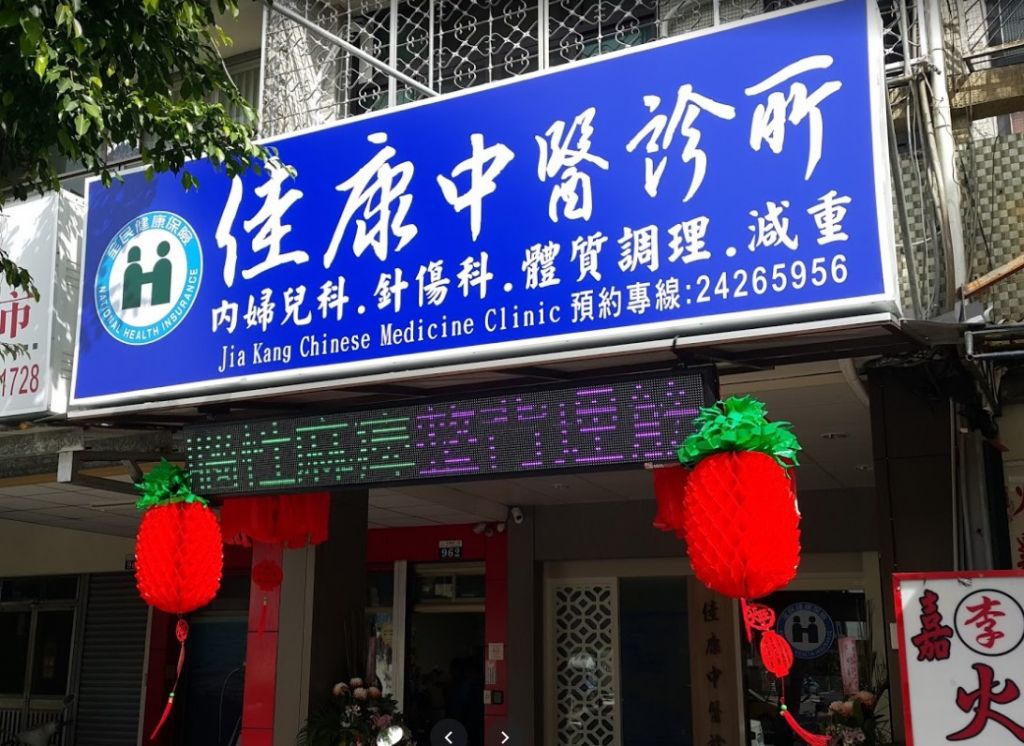 佳康中醫診所
全民健康保險
NATIONAL HEALTH INSURANCE
內婦兒科.針傷科.體質調理.減重
Jia Kang Chinese Medicine Clinic 預約專線:24265956
市
1728
962
佳康中醫
嘉
李
火